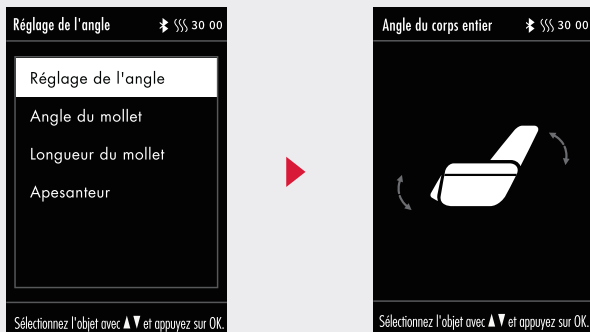 Réglage de l'angle 30 00
Réglage de l'angle
Angle du mollet
Longueur du mollet
Apesanteur
Sélectionnez l'objet avec ▲▼ et appuyez sur OK.
Angle du corps entier 30 00
Sélectionnez l'objet avec ▲▼ et appuyez sur OK.